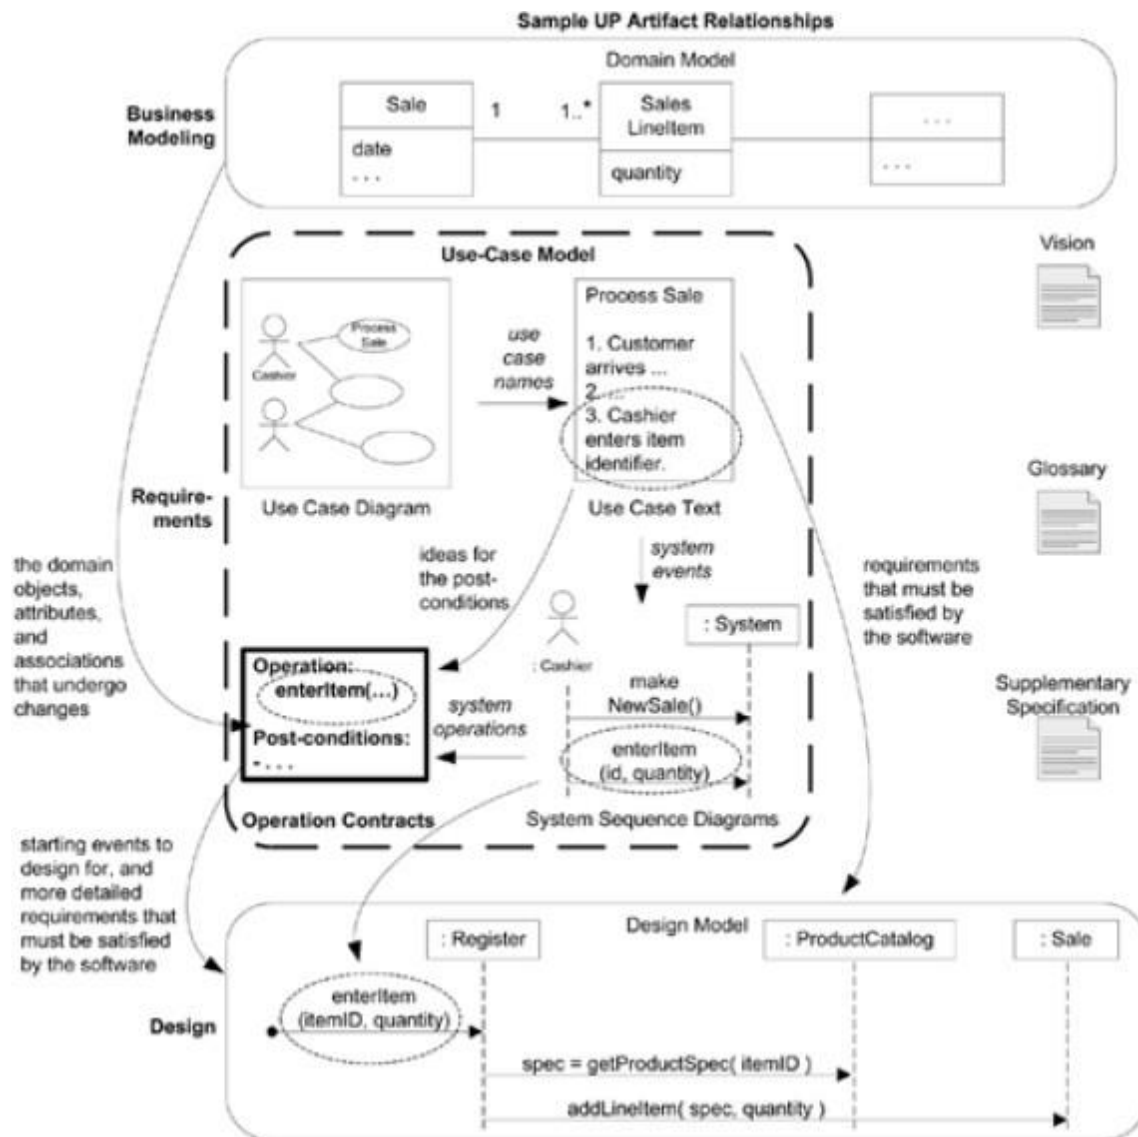 Sample UP Artifact Relationships
Domain Model
Business
Modeling
Sale
1
1..*
Sales
LineItem
. . .
date
. . .
quantity
. . .
Use-Case Model
Vision
Process
Sale
Cashier
use
case
names
Process Sale
1. Customer
arrives ...
2. ...
3. Cashier
enters item
identifier.
Glossary
Require-
ments
Use Case Diagram
Use Case Text
the domain
objects,
attributes,
and
associations
that undergo
changes
ideas for
the post-
conditions
system
events
requirements
that must be
satisfied by
the software
: System
: Cashier
Operation:
enterItem(…)
Post-conditions:
- . . .
system
operations
make
NewSale()
enterItem
(id, quantity)
Supplementary
Specification
Operation Contracts
System Sequence Diagrams
starting events to
design for, and
more detailed
requirements that
must be satisfied
by the software
Design Model
: Register
: ProductCatalog
: Sale
Design
enterItem
(itemID, quantity)
spec = getProductSpec( itemID )
addLineItem( spec, quantity )